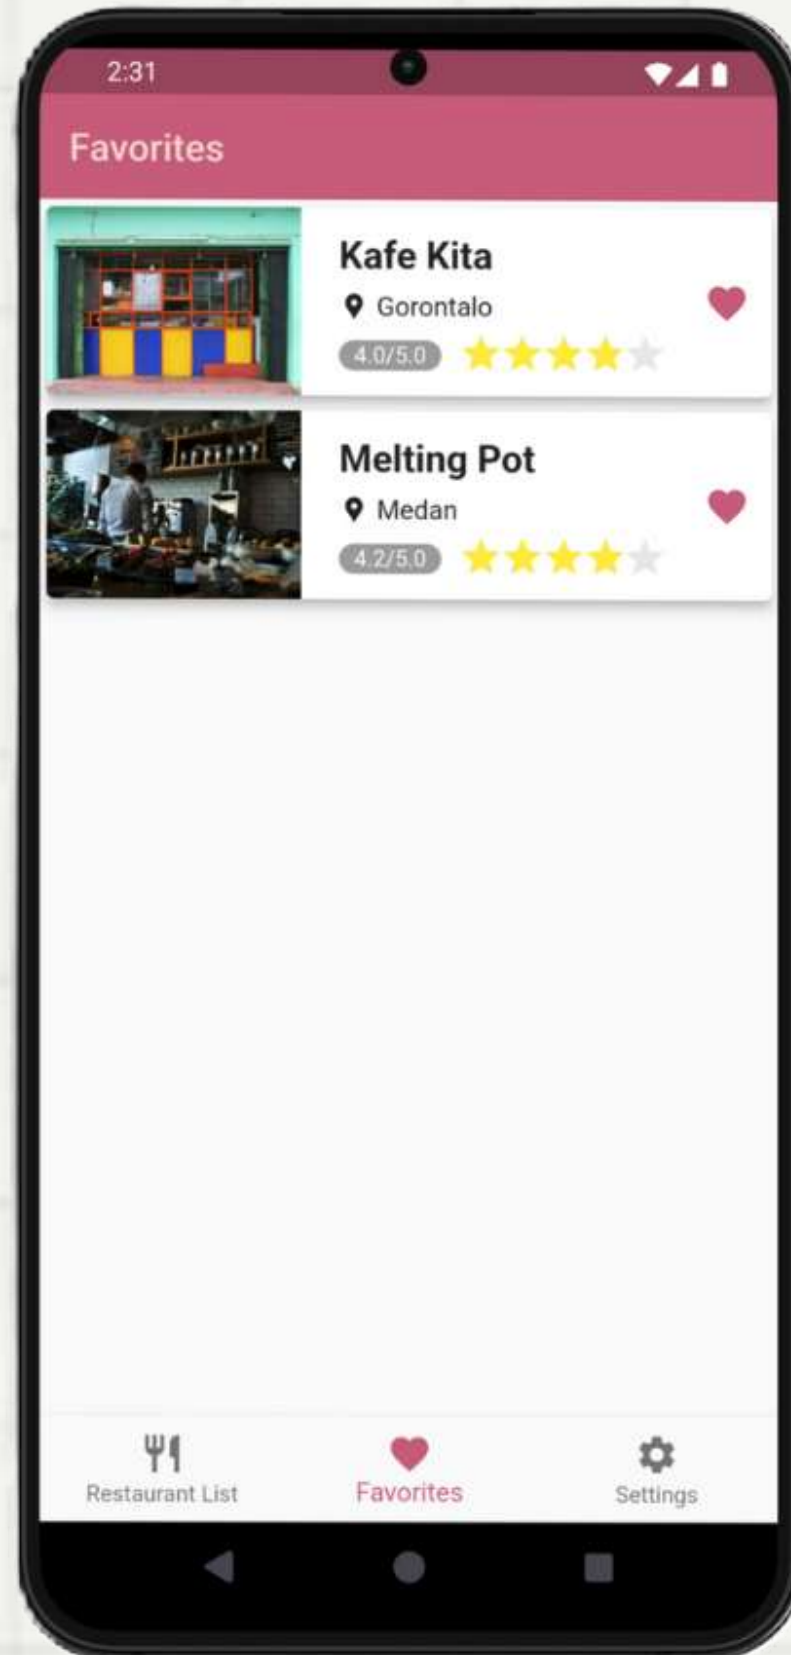 2:31
Favorites
Kafe Kita
Gorontalo
4.0/5.0
Melting Pot
Medan
4.2/5.0
Restaurant List
Favorites
Settings